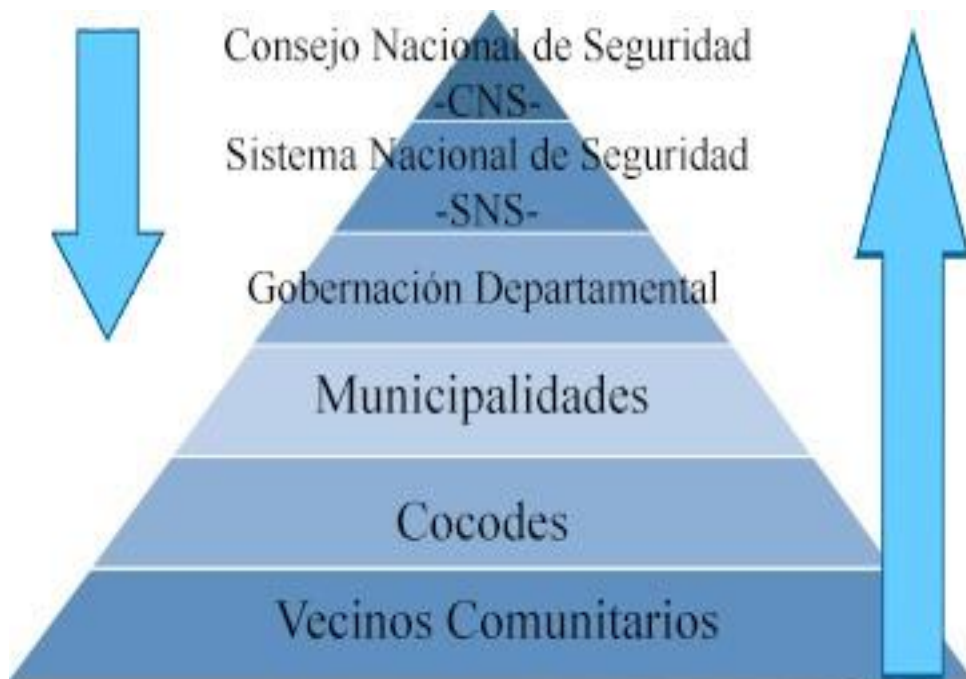 Consejo Nacional de Seguridad
-CNS-
Sistema Nacional de Seguridad
-SNS-
Gobernación Departamental
Municipalidades
Cocodes
Vecinos Comunitarios